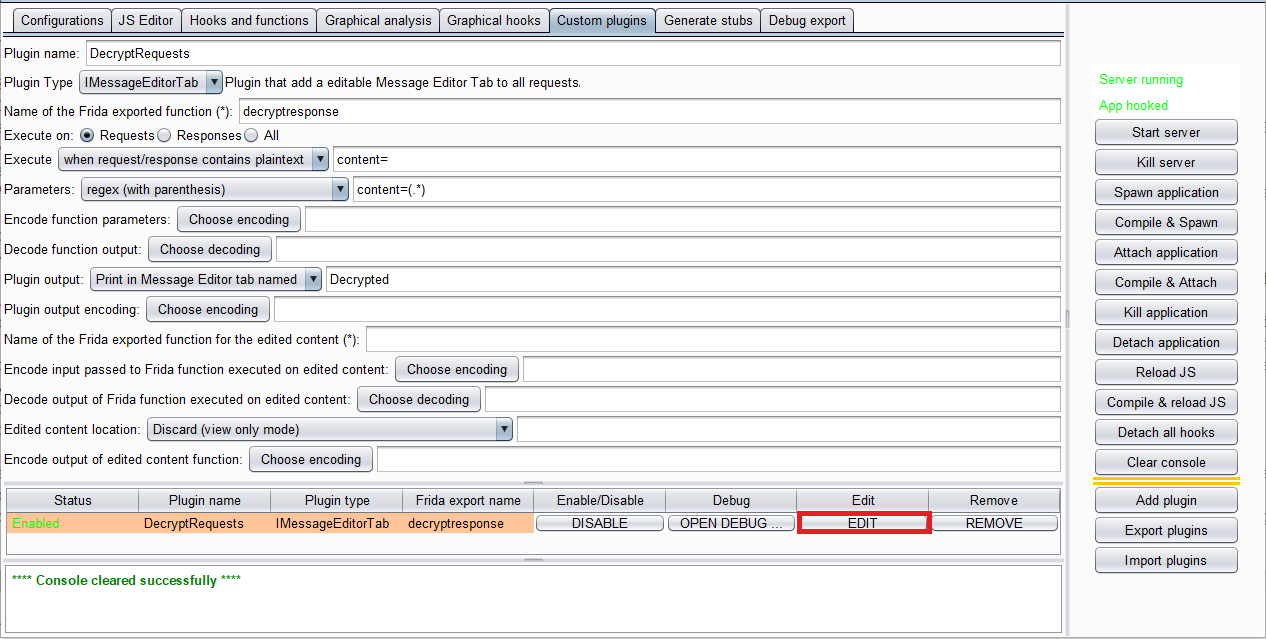 Configurations JS Editor Hooks and functions Graphical analysis Graphical hooks Custom plugins Generate stubs Debug export
Plugin name: DecryptRequests
Plugin Type IMessageEditorTab Plugin that add a editable Message Editor Tab to all requests.
Name of the Frida exported function (*): decryptresponse
Execute on: Requests Responses All
Execute when request/response contains plaintext content=
Parameters: regex (with parenthesis) content=(.*)
Encode function parameters: Choose encoding
Decode function output: Choose decoding
Plugin output: Print in Message Editor tab named Decrypted
Plugin output encoding: Choose encoding
Name of the Frida exported function for the edited content (*):
Encode input passed to Frida function executed on edited content: Choose encoding
Decode output of Frida function executed on edited content: Choose decoding
Edited content location: Discard (view only mode)
Encode output of edited content function: Choose encoding
Status Plugin name Plugin type Frida export name Enable/Disable Debug Edit Remove
Enabled DecryptRequests IMessageEditorTab decryptresponse DISABLE OPEN DEBUG ... EDIT REMOVE
**** Console cleared successfully ****
Server running
App hooked
Start server
Kill server
Spawn application
Compile & Spawn
Attach application
Compile & Attach
Kill application
Detach application
Reload JS
Compile & reload JS
Detach all hooks
Clear console
Add plugin
Export plugins
Import plugins